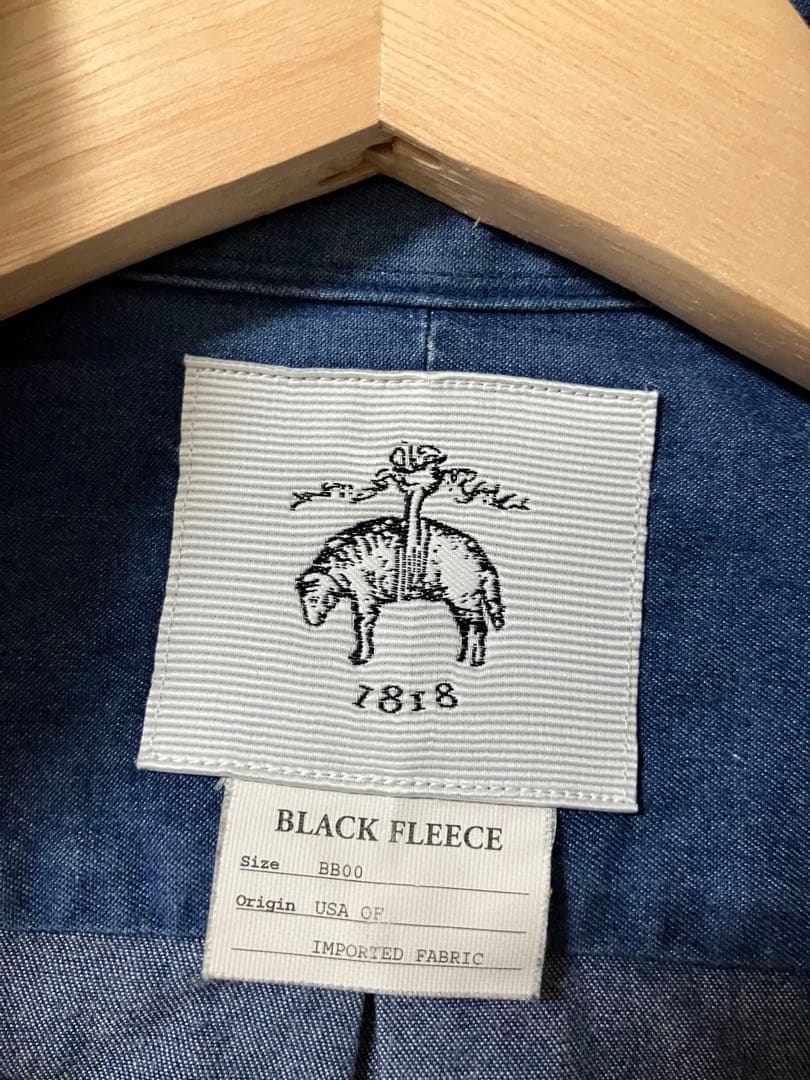 1818
BLACK FLEECE
Size BB00
Origin USA OF
IMPORTED FABRIC